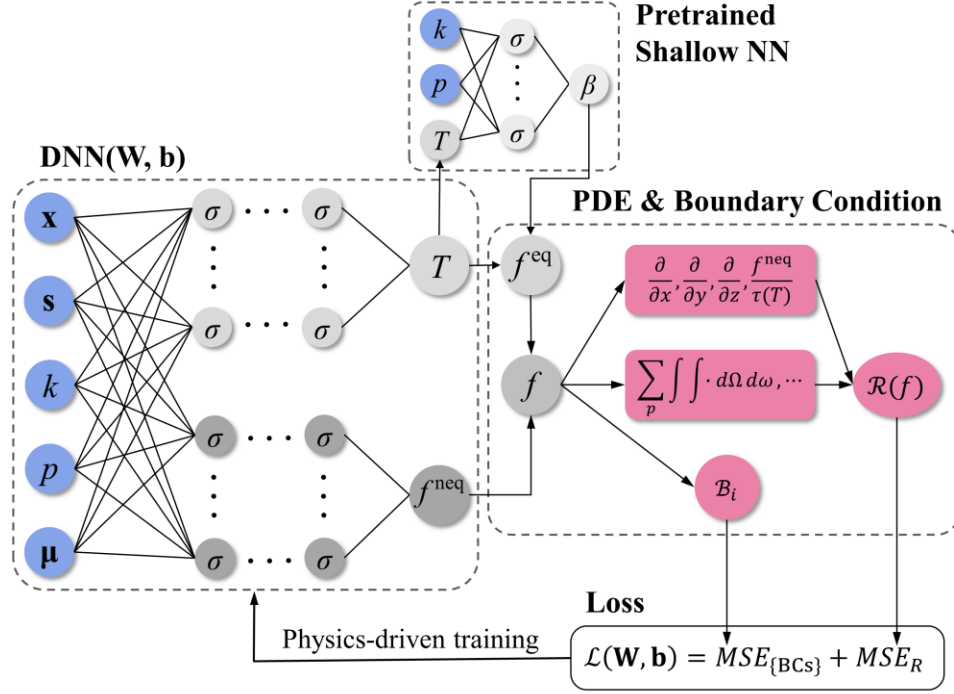 Pretrained
Shallow NN
k
σ
p
β
T
σ
DNN(W, b)
PDE & Boundary Condition
x
s
k
p
μ
σ · · · σ
σ · · · σ
σ · · · σ
σ · · · σ
T
f^neq
f^eq
f
∂/∂x, ∂/∂y, ∂/∂z, f^neq/τ(T)
∑_p ∫ ∫ · dΩ dω, ···
ℛ(f)
ℬ_i
Loss
Physics-driven training
ℒ(W, b) = MSE_{BCs} + MSE_R